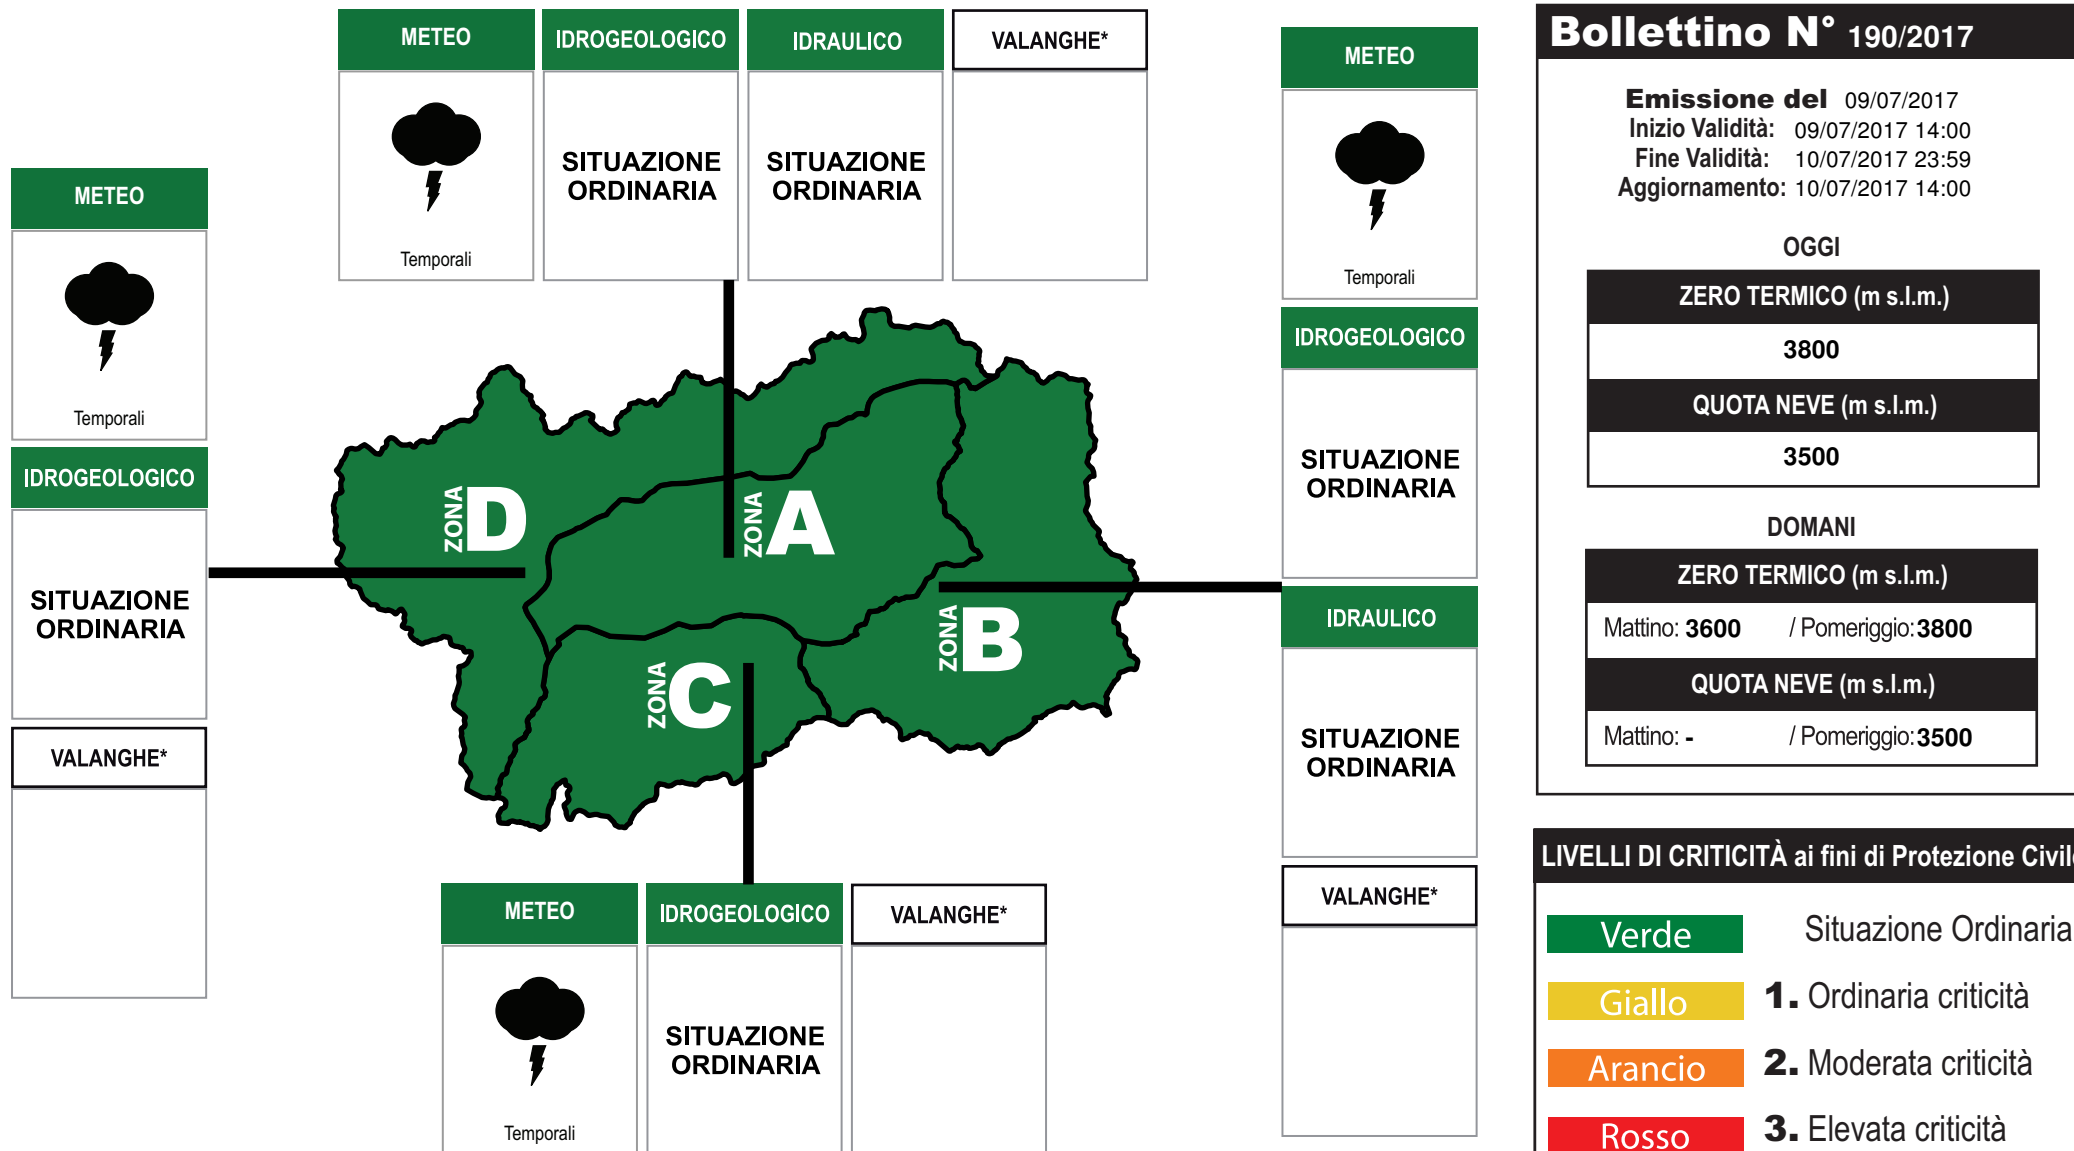 METEO
IDROGEOLOGICO
IDRAULICO
VALANGHE*
Temporali
SITUAZIONE
ORDINARIA
SITUAZIONE
ORDINARIA
METEO
Temporali
IDROGEOLOGICO
SITUAZIONE
ORDINARIA
VALANGHE*
METEO
Temporali
IDROGEOLOGICO
SITUAZIONE
ORDINARIA
IDRAULICO
SITUAZIONE
ORDINARIA
VALANGHE*
ZONA D
ZONA A
ZONA B
ZONA C
METEO
IDROGEOLOGICO
VALANGHE*
Temporali
SITUAZIONE
ORDINARIA
Bollettino N° 190/2017
Emissione del 09/07/2017
Inizio Validità: 09/07/2017 14:00
Fine Validità: 10/07/2017 23:59
Aggiornamento: 10/07/2017 14:00
OGGI
ZERO TERMICO (m s.l.m.)
3800
QUOTA NEVE (m s.l.m.)
3500
DOMANI
ZERO TERMICO (m s.l.m.)
Mattino: 3600 / Pomeriggio: 3800
QUOTA NEVE (m s.l.m.)
Mattino: - / Pomeriggio: 3500
LIVELLI DI CRITICITÀ ai fini di Protezione Civile
Verde Situazione Ordinaria
Giallo 1. Ordinaria criticità
Arancio 2. Moderata criticità
Rosso 3. Elevata criticità